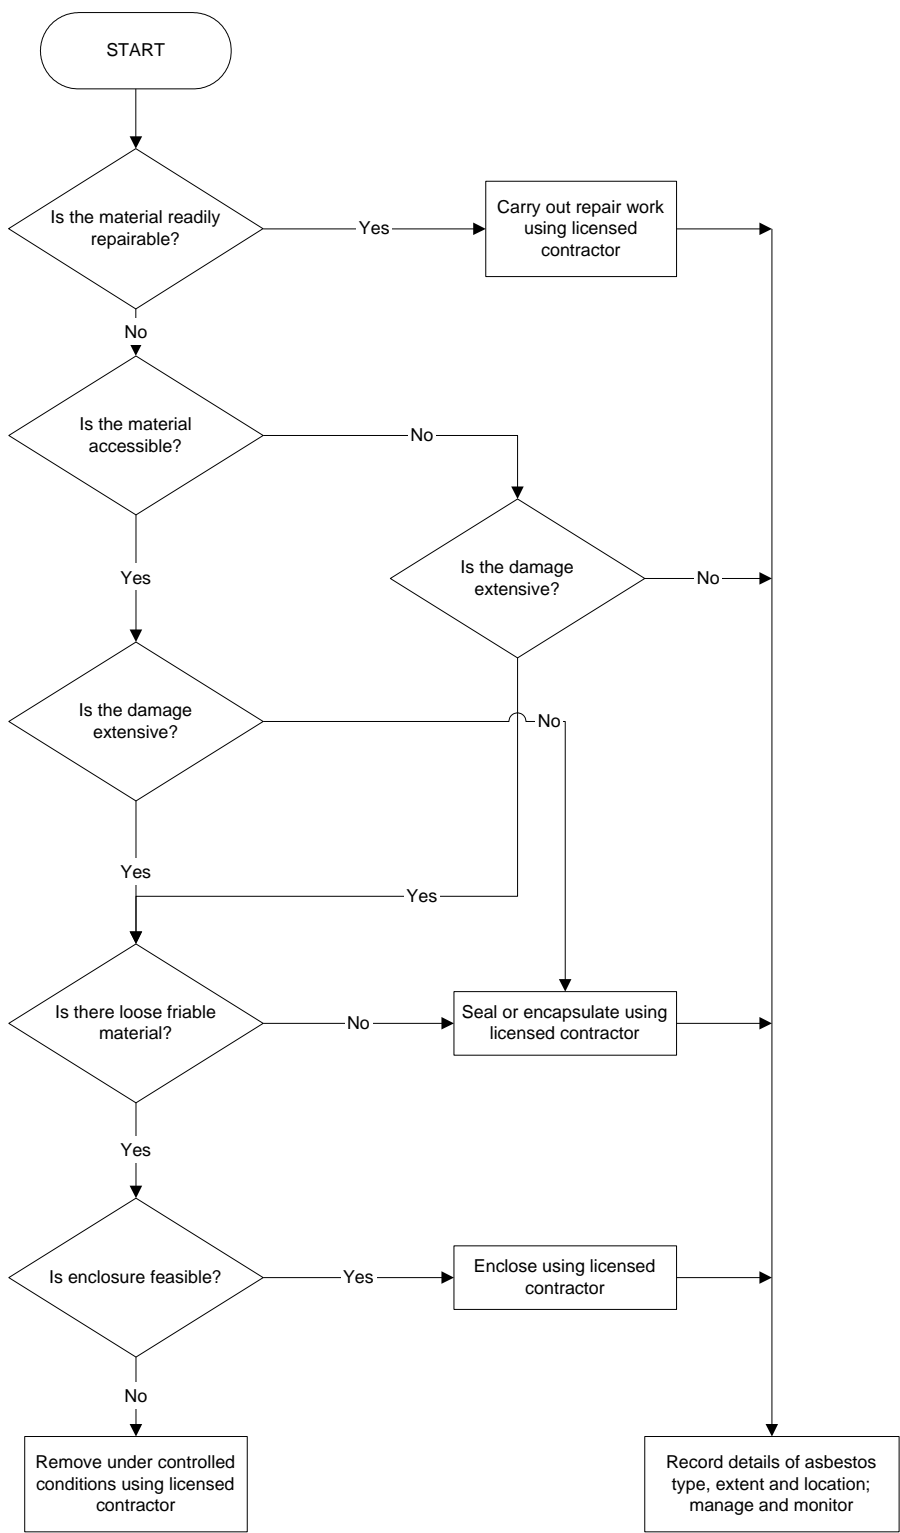 START
Is the material readily
repairable?
Yes
Carry out repair work
using licensed
contractor
No
Is the material
accessible?
No
Is the damage
extensive?
No
Yes
Is the damage
extensive?
No
Yes
Yes
Is there loose friable
material?
No
Seal or encapsulate using
licensed contractor
Yes
Is enclosure feasible?
Yes
Enclose using licensed
contractor
No
Remove under controlled
conditions using licensed
contractor
Record details of asbestos
type, extent and location;
manage and monitor